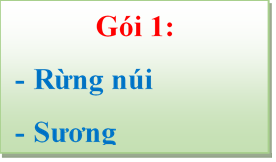 Gói 1:
- Rừng núi
- Sương